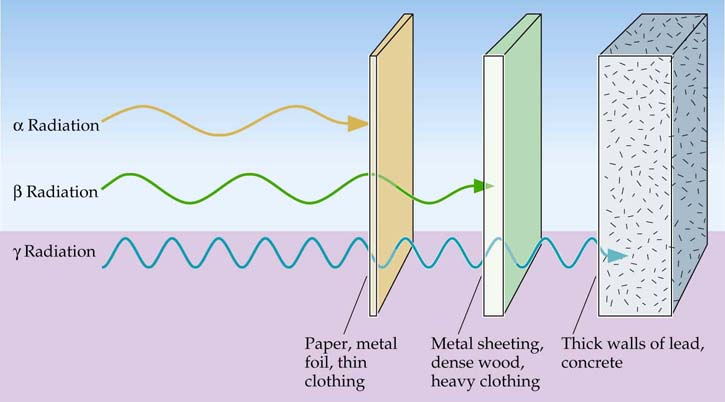 α Radiation
β Radiation
γ Radiation
Paper, metal
foil, thin
clothing
Metal sheeting,
dense wood,
heavy clothing
Thick walls of lead,
concrete